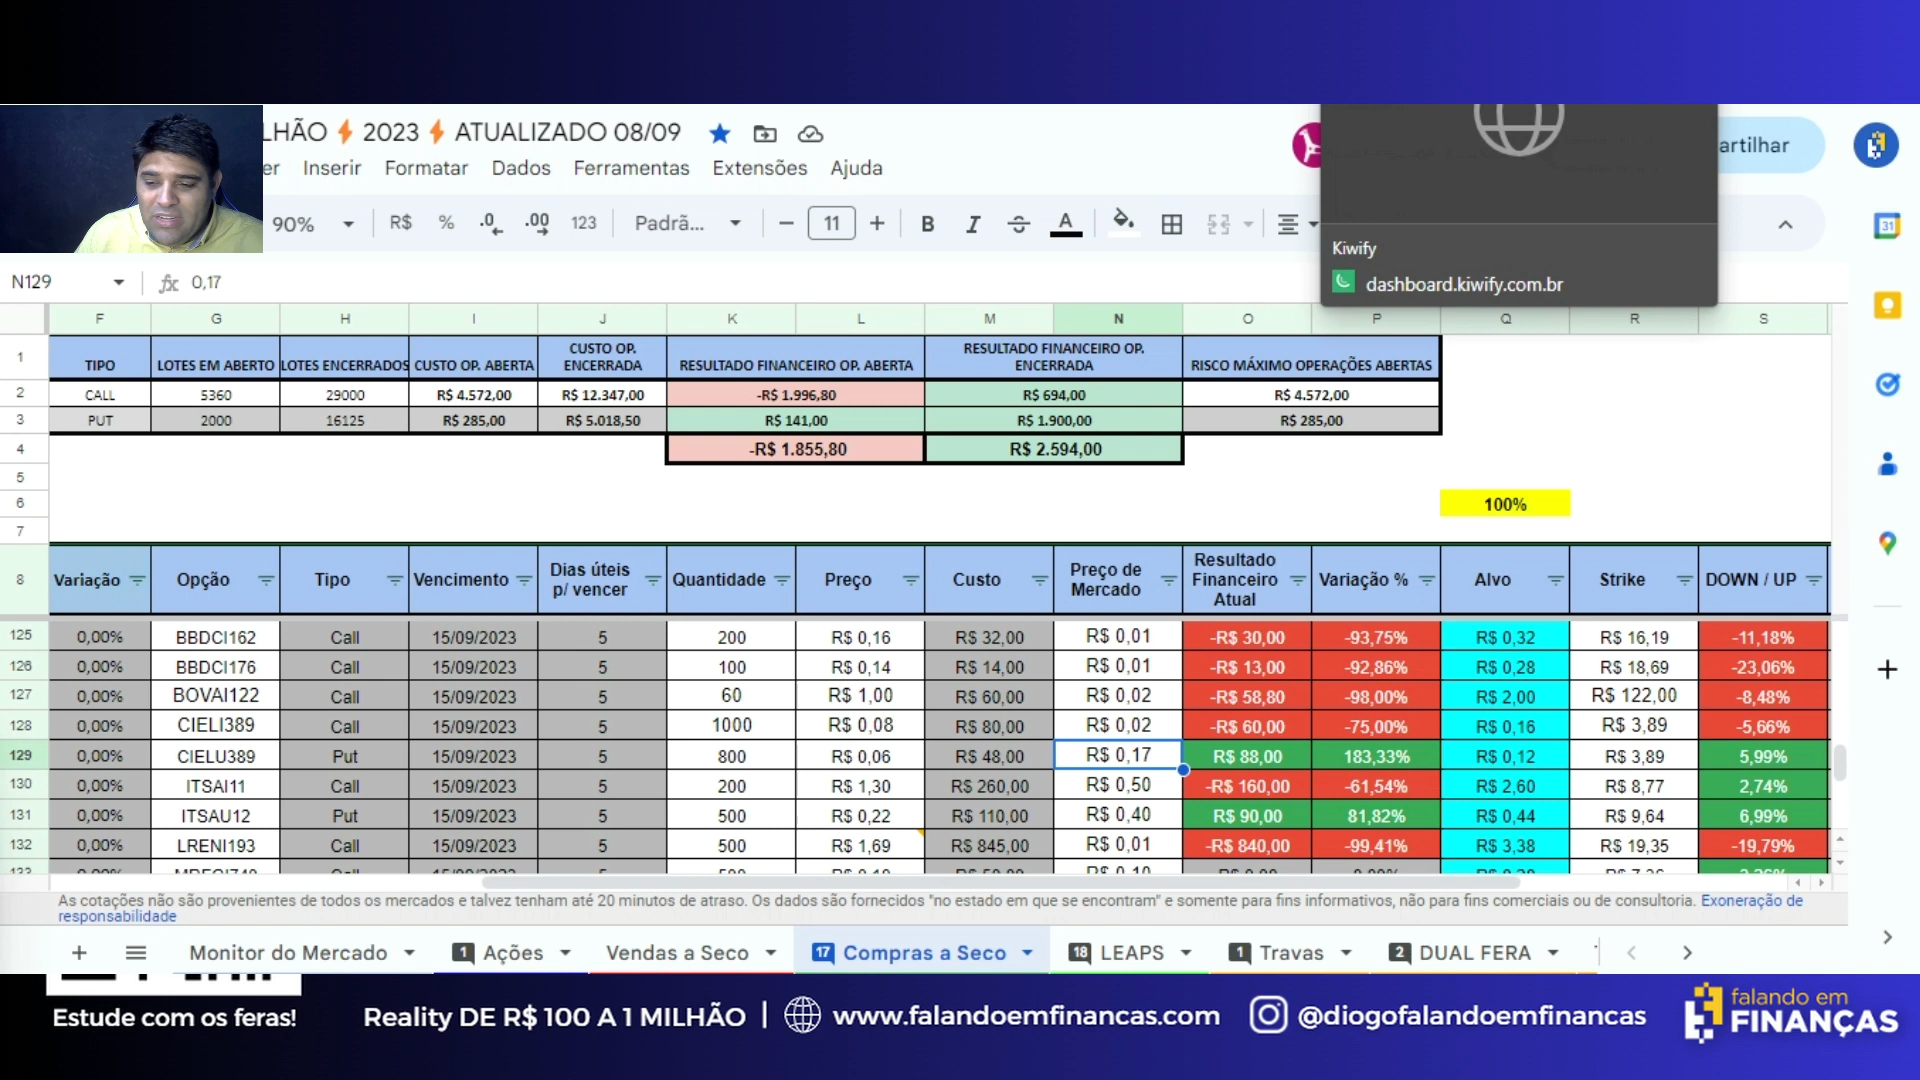 LHÃO ⚡ 2023 ⚡ ATUALIZADO 08/09
er Inserir Formatar Dados Ferramentas Extensões Ajuda
artilhar
90% R$ % .0 .00 123 Padrã... − 11 + B I S A
31
Kiwify
dashboard.kiwify.com.br
N129 fx 0,17
F G H I J K L M N O P Q R S
1 TIPO LOTES EM ABERTO LOTES ENCERRADOS CUSTO OP. ABERTA CUSTO OP. ENCERRADA RESULTADO FINANCEIRO OP. ABERTA RESULTADO FINANCEIRO OP. ENCERRADA RISCO MÁXIMO OPERAÇÕES ABERTAS
2 CALL 5360 29000 R$ 4.572,00 R$ 12.347,00 -R$ 1.996,80 R$ 694,00 R$ 4.572,00
3 PUT 2000 16125 R$ 285,00 R$ 5.018,50 R$ 141,00 R$ 1.900,00 R$ 285,00
4 -R$ 1.855,80 R$ 2.594,00
5
6 100%
7
8 Variação Opção Tipo Vencimento Dias úteis p/ vencer Quantidade Preço Custo Preço de Mercado Resultado Financeiro Atual Variação % Alvo Strike DOWN / UP
125 0,00% BBDCI162 Call 15/09/2023 5 200 R$ 0,16 R$ 32,00 R$ 0,01 -R$ 30,00 -93,75% R$ 0,32 R$ 16,19 -11,18%
126 0,00% BBDCI176 Call 15/09/2023 5 100 R$ 0,14 R$ 14,00 R$ 0,01 -R$ 13,00 -92,86% R$ 0,28 R$ 18,69 -23,06%
127 0,00% BOVAI122 Call 15/09/2023 5 60 R$ 1,00 R$ 60,00 R$ 0,02 -R$ 58,80 -98,00% R$ 2,00 R$ 122,00 -8,48%
128 0,00% CIELI389 Call 15/09/2023 5 1000 R$ 0,08 R$ 80,00 R$ 0,02 -R$ 60,00 -75,00% R$ 0,16 R$ 3,89 -5,66%
129 0,00% CIELU389 Put 15/09/2023 5 800 R$ 0,06 R$ 48,00 R$ 0,17 R$ 88,00 183,33% R$ 0,12 R$ 3,89 5,99%
130 0,00% ITSAI11 Call 15/09/2023 5 200 R$ 1,30 R$ 260,00 R$ 0,50 -R$ 160,00 -61,54% R$ 2,60 R$ 8,77 2,74%
131 0,00% ITSAU12 Put 15/09/2023 5 500 R$ 0,22 R$ 110,00 R$ 0,40 R$ 90,00 81,82% R$ 0,44 R$ 9,64 6,99%
132 0,00% LRENI193 Call 15/09/2023 5 500 R$ 1,69 R$ 845,00 R$ 0,01 -R$ 840,00 -99,41% R$ 3,38 R$ 19,35 -19,79%
As cotações não são provenientes de todos os mercados e talvez tenham até 20 minutos de atraso. Os dados são fornecidos "no estado em que se encontram" e somente para fins informativos, não para fins comerciais ou de consultoria. Exoneração de
responsabilidade
+ Monitor do Mercado 1 Ações Vendas a Seco 17 Compras a Seco 18 LEAPS 1 Travas 2 DUAL FERA
Estude com os feras! Reality DE R$ 100 A 1 MILHÃO | www.falandoemfinancas.com @diogofalandoemfinancas falando em
FINANÇAS